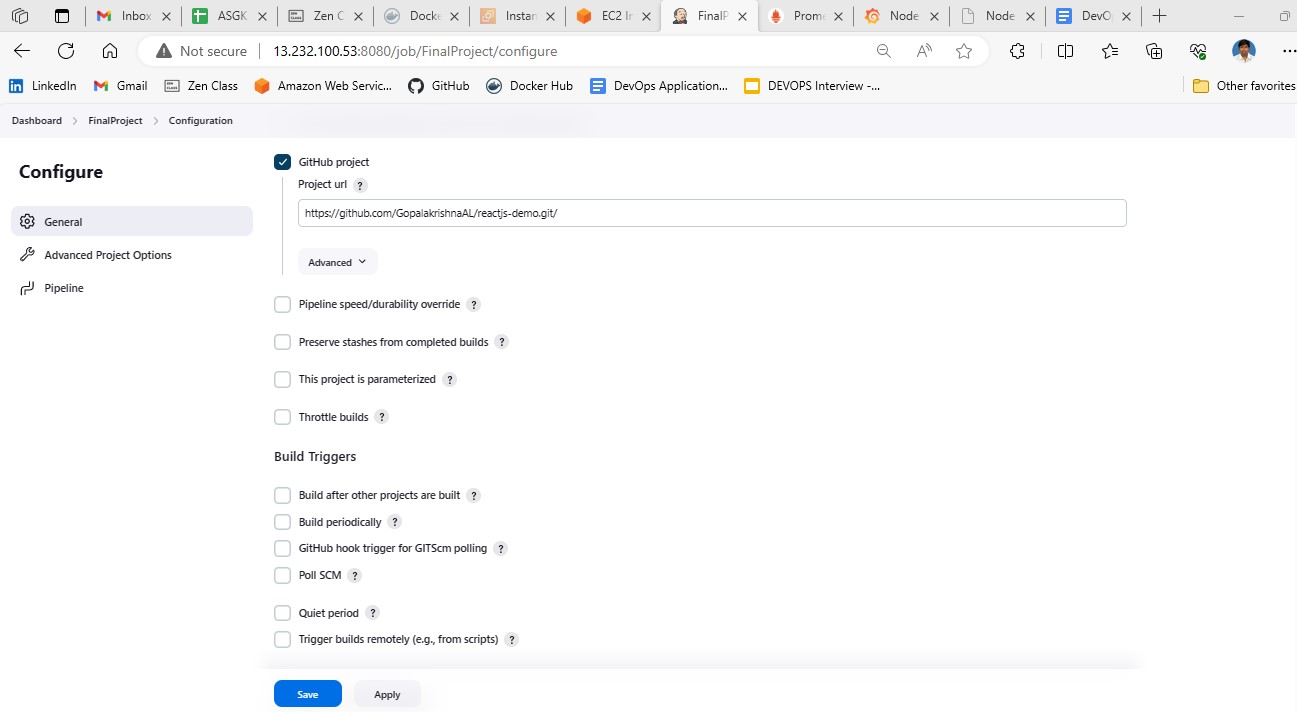 Inbox
ASGK
Zen C
Docke
Instan
EC2 In
FinalP
Prome
Node
Node
DevO
Not secure
13.232.100.53:8080/job/FinalProject/configure
LinkedIn
Gmail
Zen Class
Amazon Web Servic...
GitHub
Docker Hub
DevOps Application...
DEVOPS Interview -...
Other favorites
Dashboard > FinalProject > Configuration
Configure
General
Advanced Project Options
Pipeline
GitHub project
Project url ?
https://github.com/GopalakrishnaAL/reactjs-demo.git/
Advanced
Pipeline speed/durability override ?
Preserve stashes from completed builds ?
This project is parameterized ?
Throttle builds ?
Build Triggers
Build after other projects are built ?
Build periodically ?
GitHub hook trigger for GITScm polling ?
Poll SCM ?
Quiet period ?
Trigger builds remotely (e.g., from scripts) ?
Save
Apply